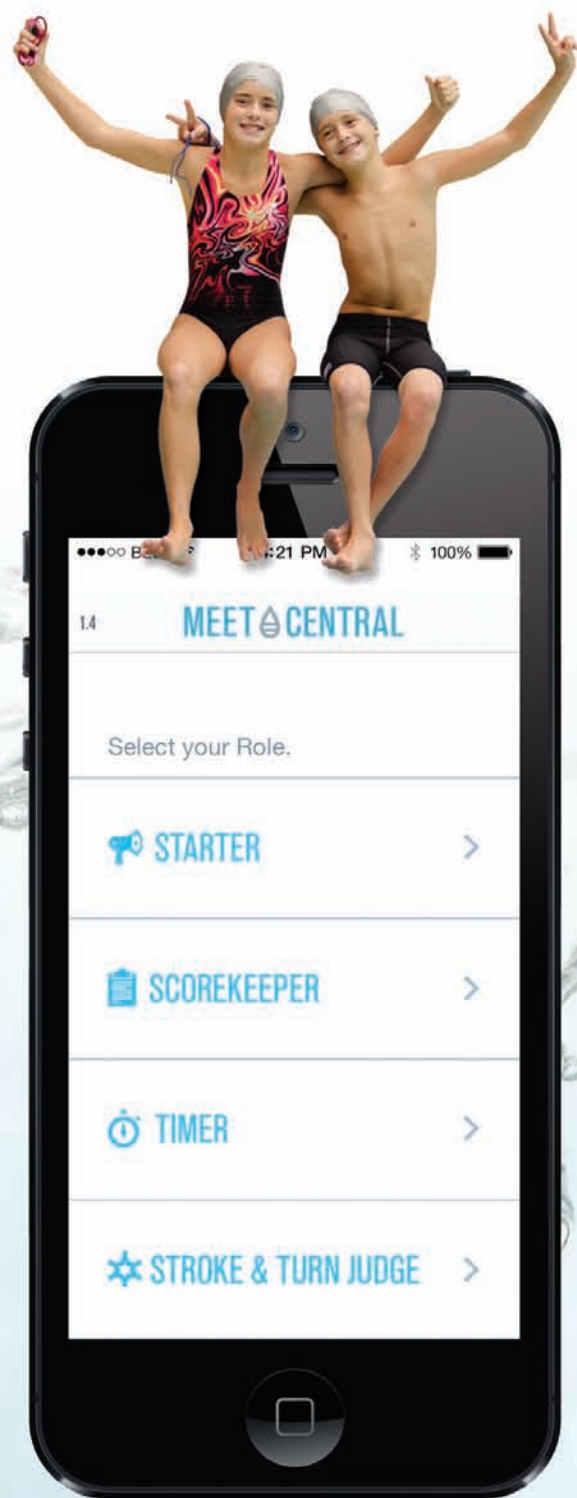 21 PM 100%
1.4 MEET CENTRAL
Select your Role.
STARTER
SCOREKEEPER
TIMER
STROKE & TURN JUDGE